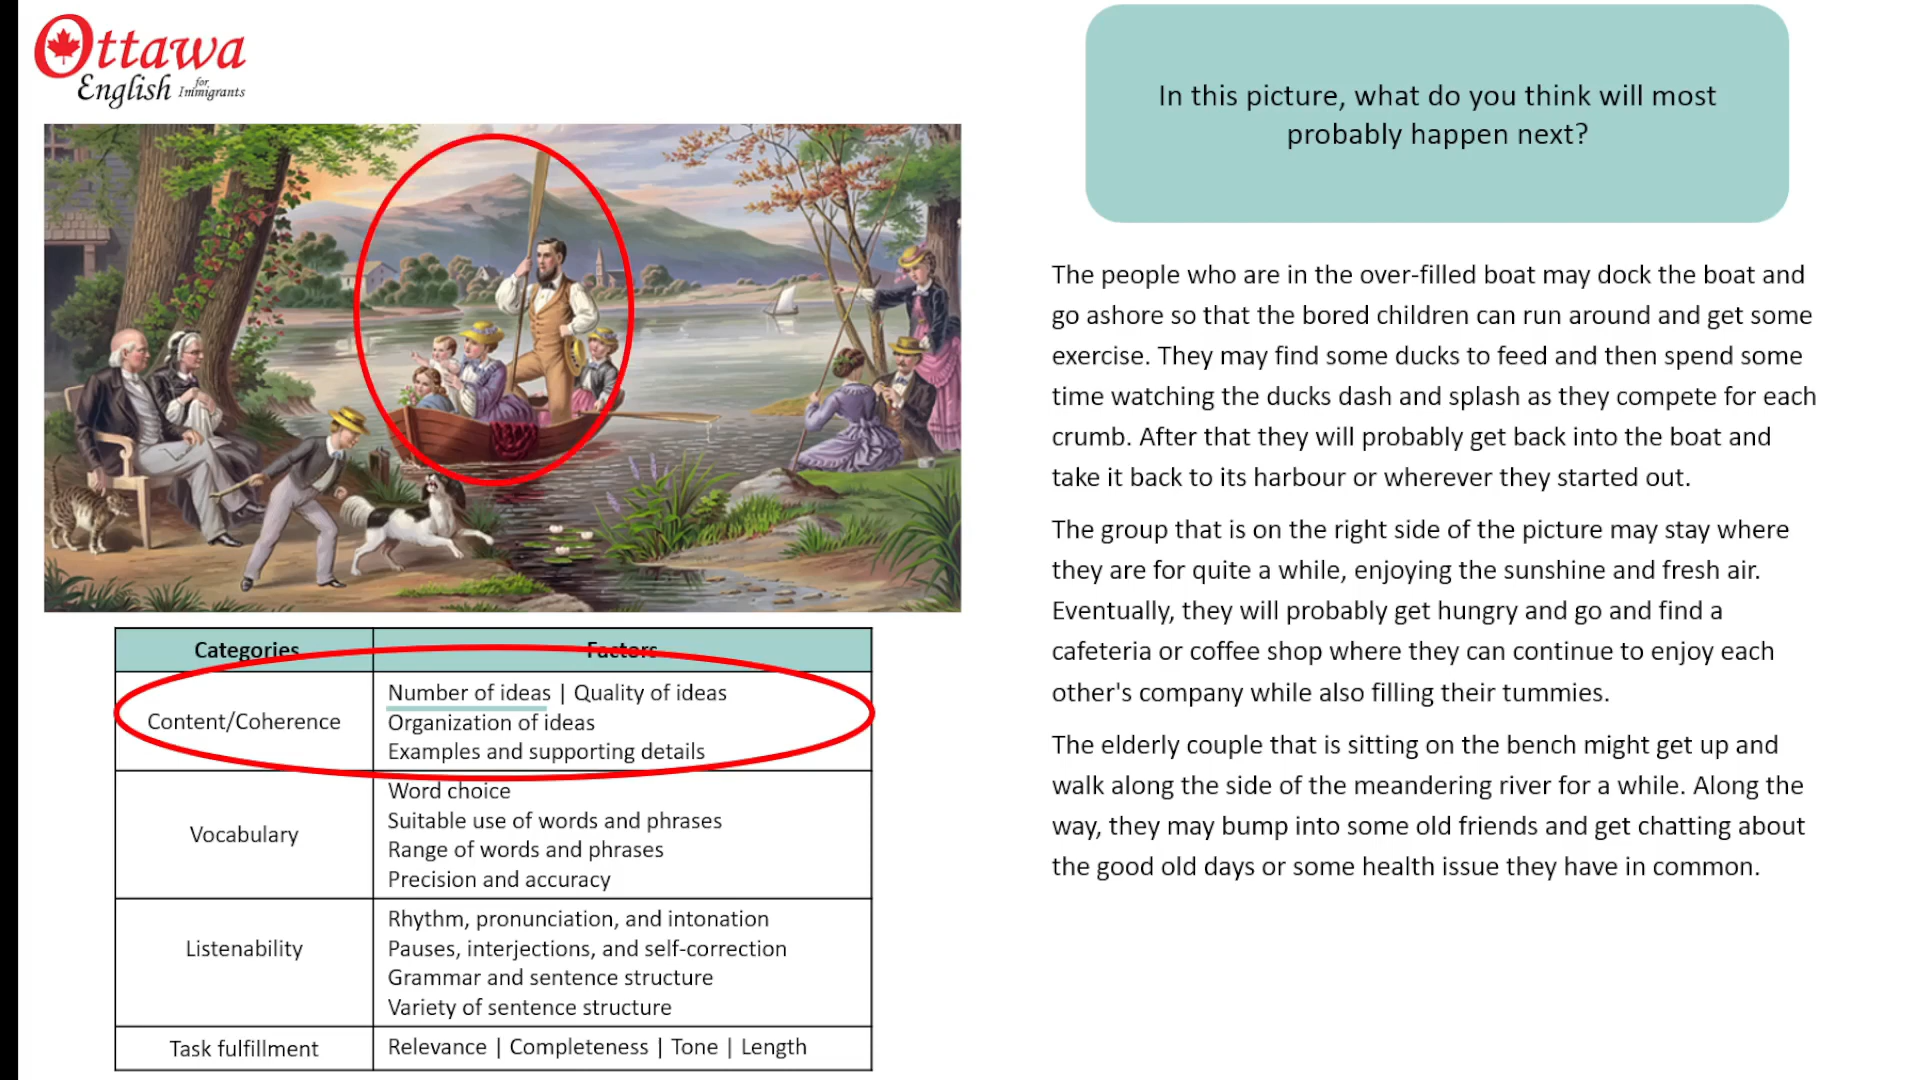 Ottawa
English for Immigrants
In this picture, what do you think will most
probably happen next?
The people who are in the over-filled boat may dock the boat and
go ashore so that the bored children can run around and get some
exercise. They may find some ducks to feed and then spend some
time watching the ducks dash and splash as they compete for each
crumb. After that they will probably get back into the boat and
take it back to its harbour or wherever they started out.
The group that is on the right side of the picture may stay where
they are for quite a while, enjoying the sunshine and fresh air.
Eventually, they will probably get hungry and go and find a
cafeteria or coffee shop where they can continue to enjoy each
other's company while also filling their tummies.
The elderly couple that is sitting on the bench might get up and
walk along the side of the meandering river for a while. Along the
way, they may bump into some old friends and get chatting about
the good old days or some health issue they have in common.
Categories Factors
Content/Coherence
Number of ideas | Quality of ideas
Organization of ideas
Examples and supporting details
Vocabulary
Word choice
Suitable use of words and phrases
Range of words and phrases
Precision and accuracy
Listenability
Rhythm, pronunciation, and intonation
Pauses, interjections, and self-correction
Grammar and sentence structure
Variety of sentence structure
Task fulfillment
Relevance | Completeness | Tone | Length